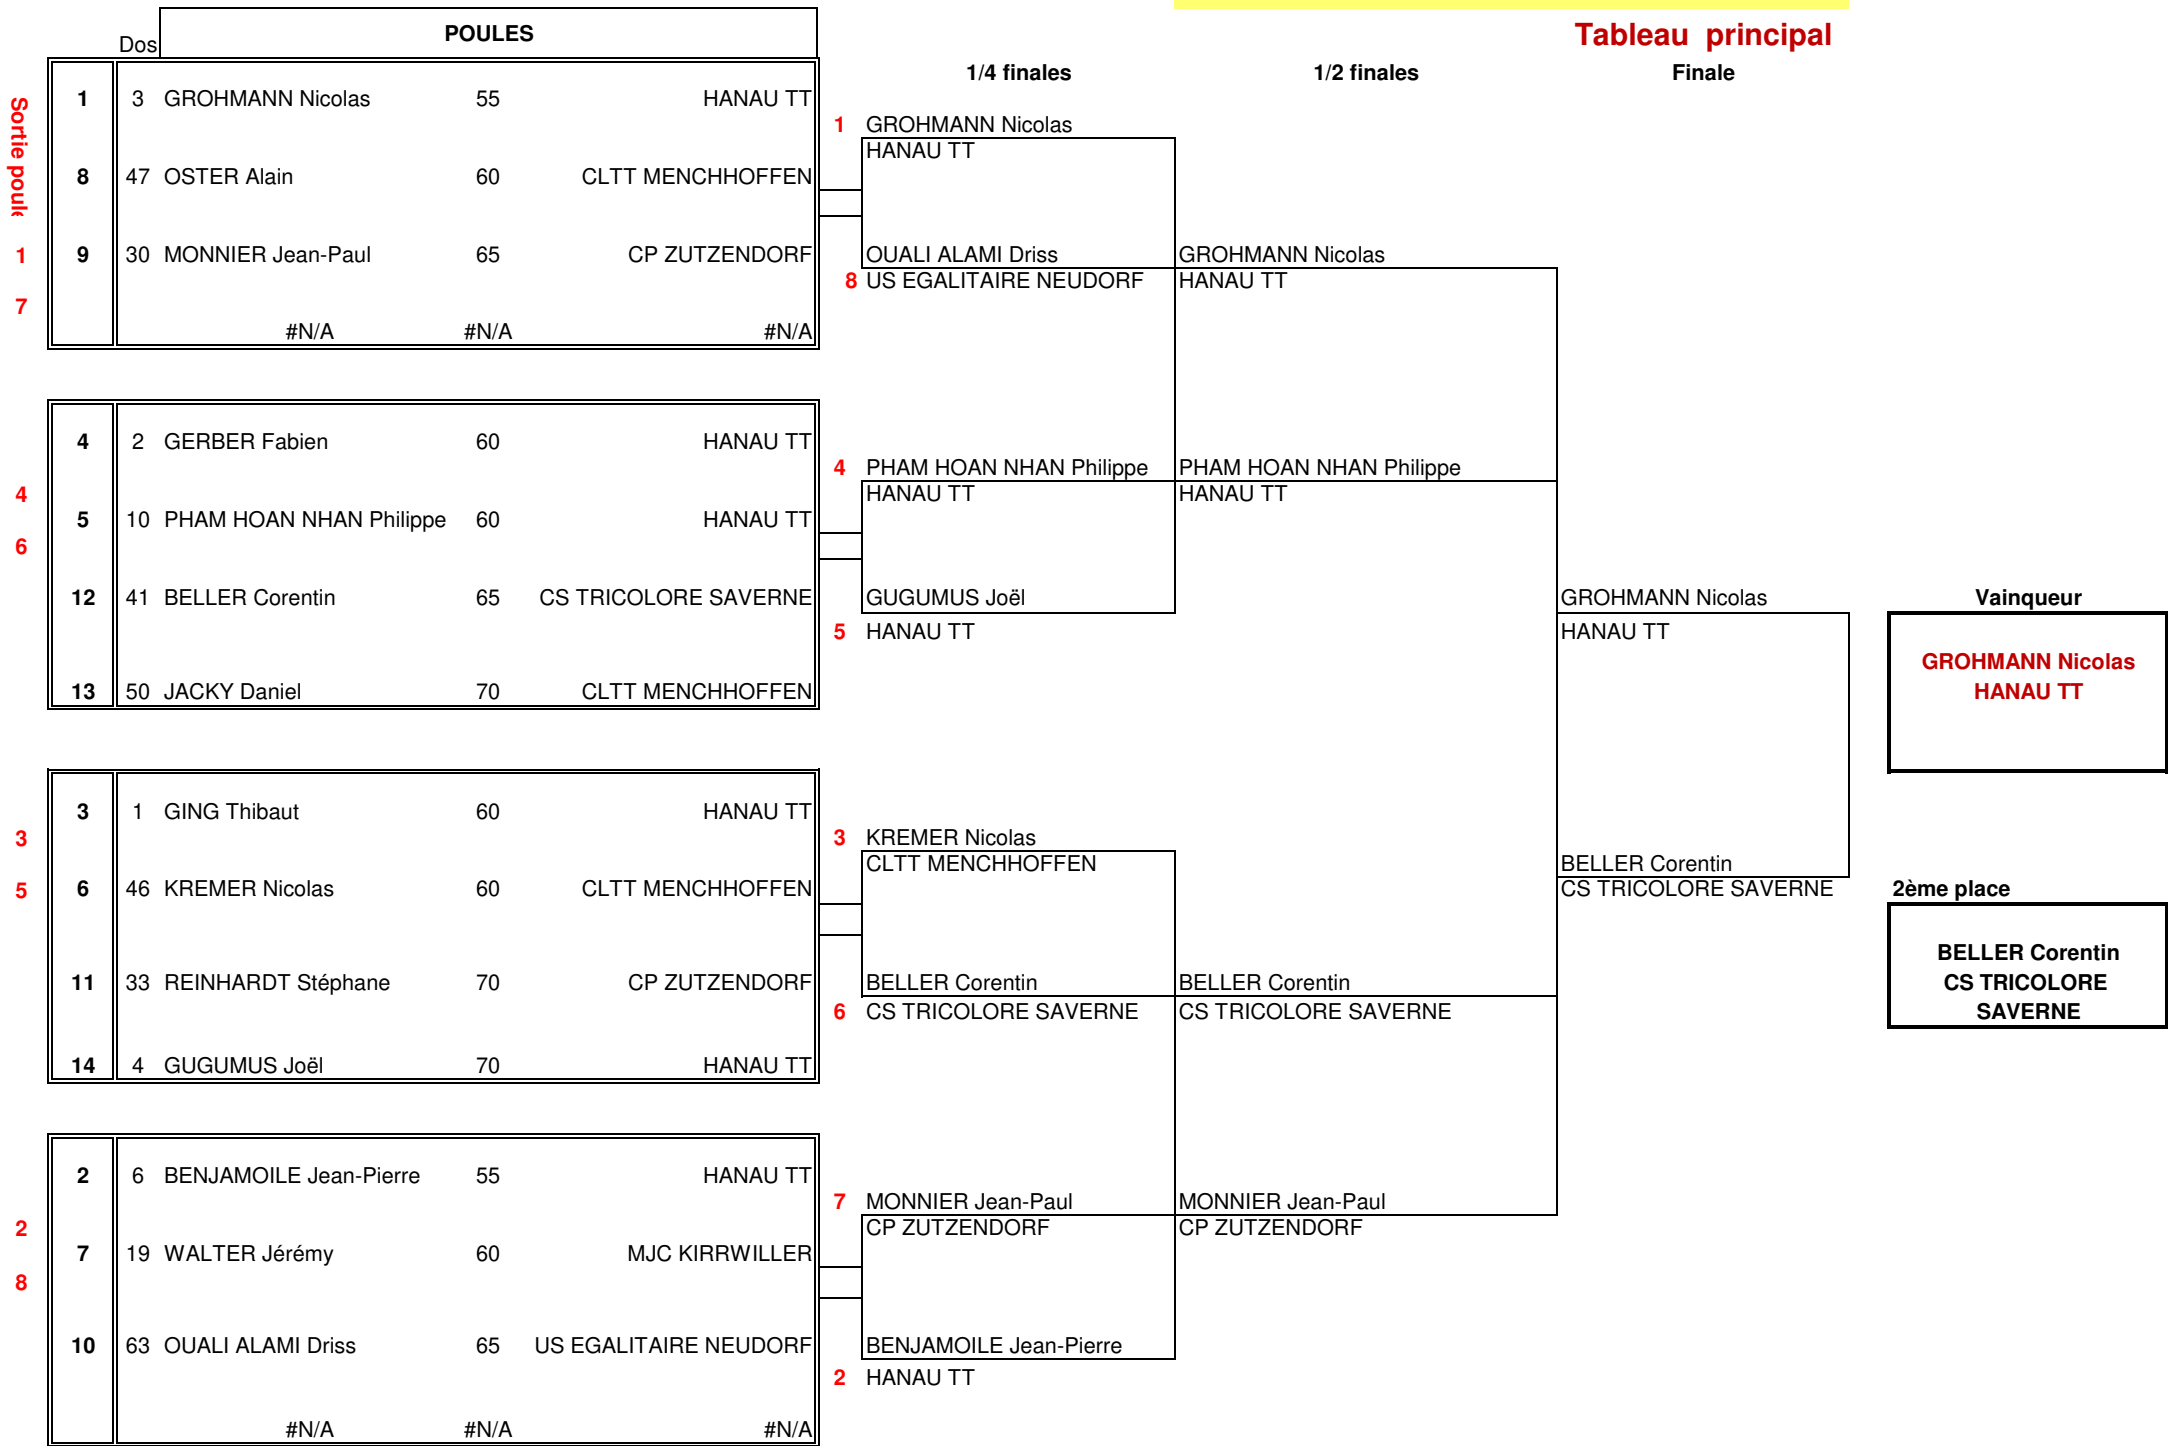 Tableau principal
Dos POULES
1/4 finales 1/2 finales Finale
Sortie poule
1 3 GROHMANN Nicolas 55 HANAU TT
1 GROHMANN Nicolas
HANAU TT
8 47 OSTER Alain 60 CLTT MENCHHOFFEN
1 9 30 MONNIER Jean-Paul 65 CP ZUTZENDORF OUALI ALAMI Driss GROHMANN Nicolas
8 US EGALITAIRE NEUDORF HANAU TT
7
#N/A #N/A #N/A
4 2 GERBER Fabien 60 HANAU TT
4 PHAM HOAN NHAN Philippe PHAM HOAN NHAN Philippe
4 HANAU TT HANAU TT
5 10 PHAM HOAN NHAN Philippe 60 HANAU TT
6
12 41 BELLER Corentin 65 CS TRICOLORE SAVERNE GUGUMUS Joël GROHMANN Nicolas Vainqueur
5 HANAU TT HANAU TT
GROHMANN Nicolas
13 50 JACKY Daniel 70 CLTT MENCHHOFFEN HANAU TT
3 1 GING Thibaut 60 HANAU TT
3 3 KREMER Nicolas
CLTT MENCHHOFFEN BELLER Corentin
5 6 46 KREMER Nicolas 60 CLTT MENCHHOFFEN CS TRICOLORE SAVERNE 2ème place
BELLER Corentin
11 33 REINHARDT Stéphane 70 CP ZUTZENDORF BELLER Corentin BELLER Corentin CS TRICOLORE
6 CS TRICOLORE SAVERNE CS TRICOLORE SAVERNE SAVERNE
14 4 GUGUMUS Joël 70 HANAU TT
2 6 BENJAMOILE Jean-Pierre 55 HANAU TT
7 MONNIER Jean-Paul MONNIER Jean-Paul
2 CP ZUTZENDORF CP ZUTZENDORF
7 19 WALTER Jérémy 60 MJC KIRRWILLER
8
10 63 OUALI ALAMI Driss 65 US EGALITAIRE NEUDORF BENJAMOILE Jean-Pierre
2 HANAU TT
#N/A #N/A #N/A